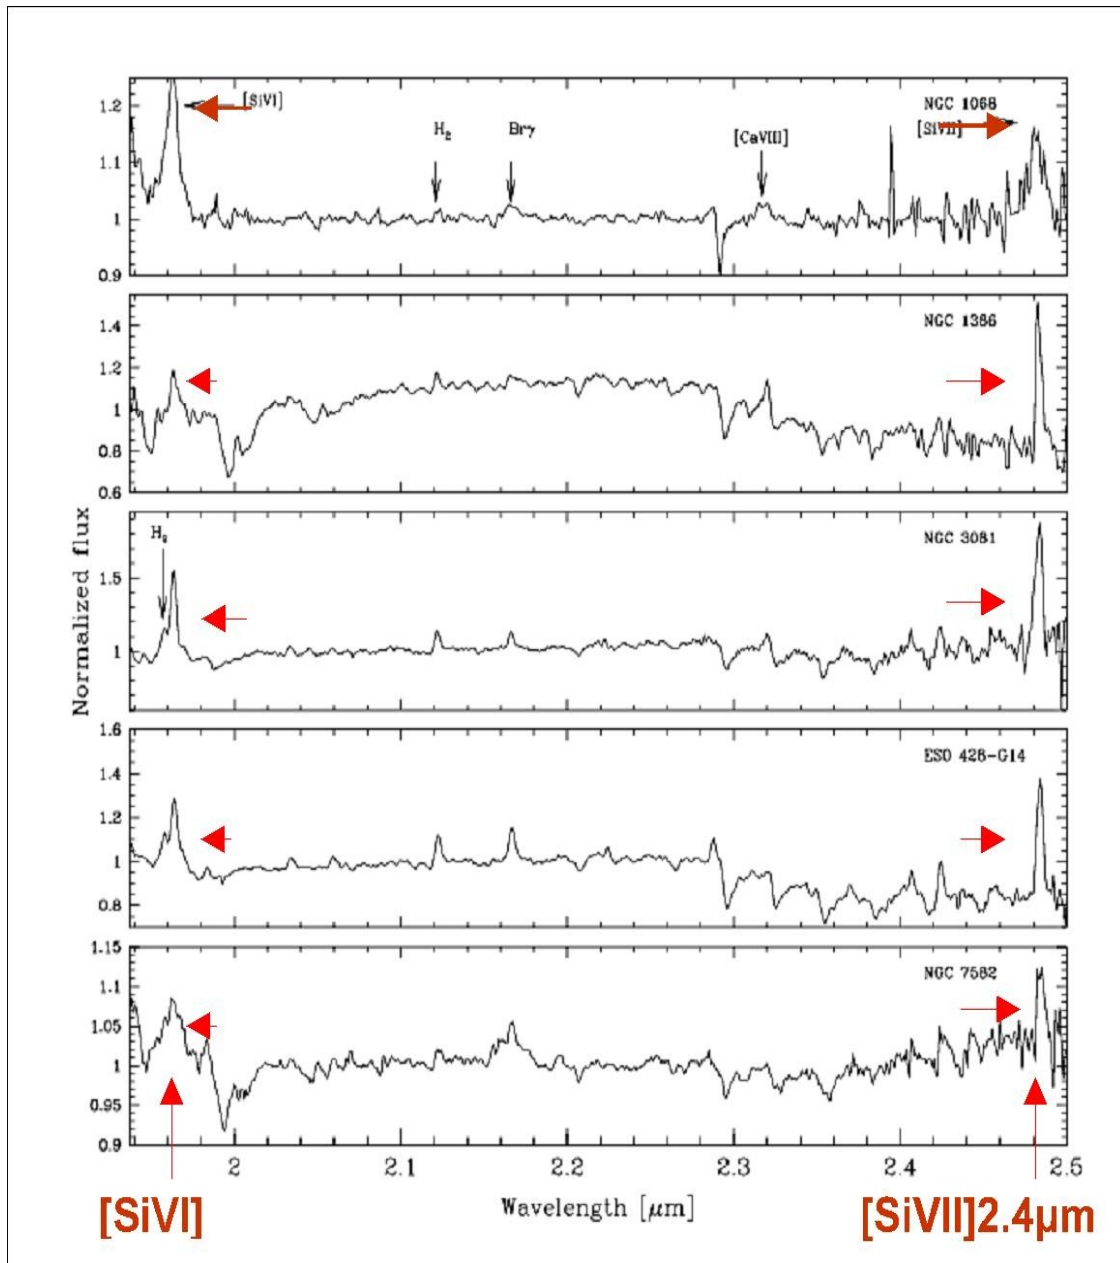 1.2
1.1
1
0.9
[SiVI]
H2
Brγ
[CaVIII]
NGC 1068
[SiVII]
1.4
1.2
1
0.8
0.6
NGC 1386
Normalized flux
1.5
1
H2
NGC 3081
1.6
1.4
1.2
1
0.8
ESO 428-G14
1.15
1.1
1.05
1
0.95
0.9
NGC 7582
2 2.1 2.2 2.3 2.4 2.5
Wavelength [μm]
[SiVI] [SiVII]2.4μm